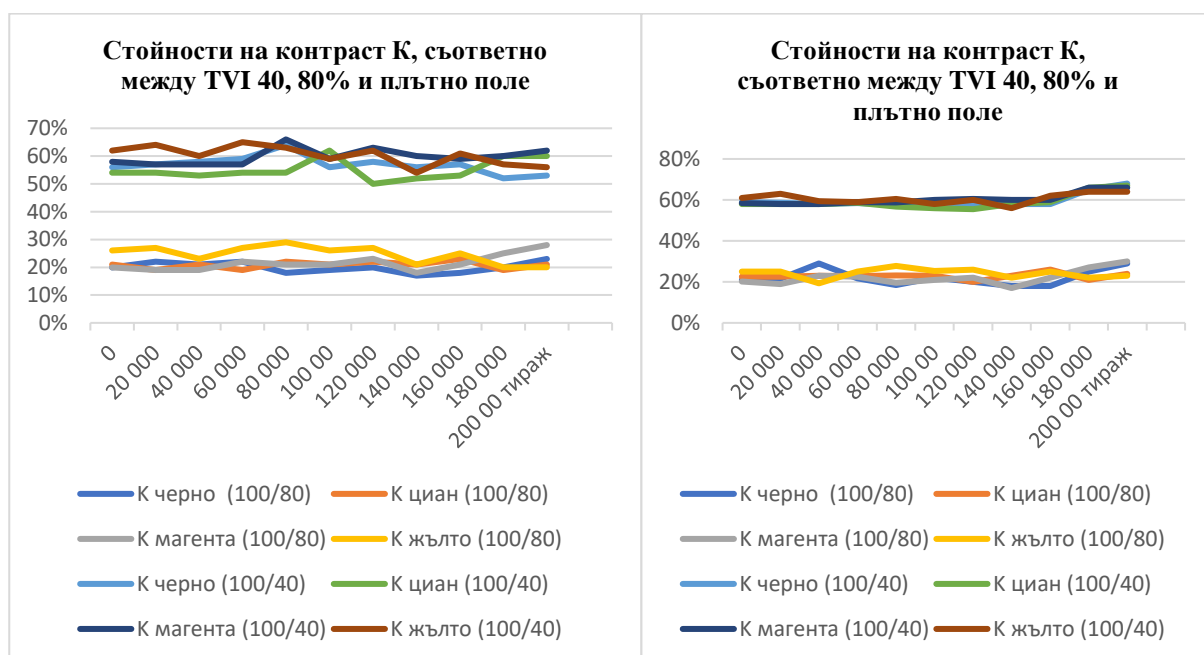 Стойности на контраст К, съответно
между TVI 40, 80% и плътно поле
70%
60%
50%
40%
30%
20%
10%
0%
0
20 000
40 000
60 000
80 000
100 00
120 000
140 000
160 000
180 000
200 00 тираж
К черно (100/80)
К циан (100/80)
К магента (100/80)
К жълто (100/80)
К черно (100/40)
К циан (100/40)
К магента (100/40)
К жълто (100/40)
Стойности на контраст К,
съответно между TVI 40, 80% и
плътно поле
80%
60%
40%
20%
0%
0
20 000
40 000
60 000
80 000
100 00
120 000
140 000
160 000
180 000
200 00 тираж
К черно (100/80)
К циан (100/80)
К магента (100/80)
К жълто (100/80)
К черно (100/40)
К циан (100/40)
К магента (100/40)
К жълто (100/40)